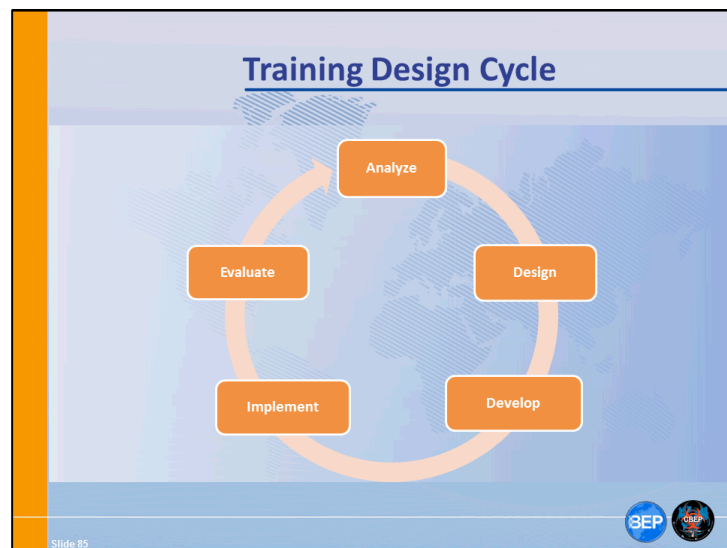 Training Design Cycle
Analyze
Design
Develop
Implement
Evaluate
BEP
CBEP
Slide 85